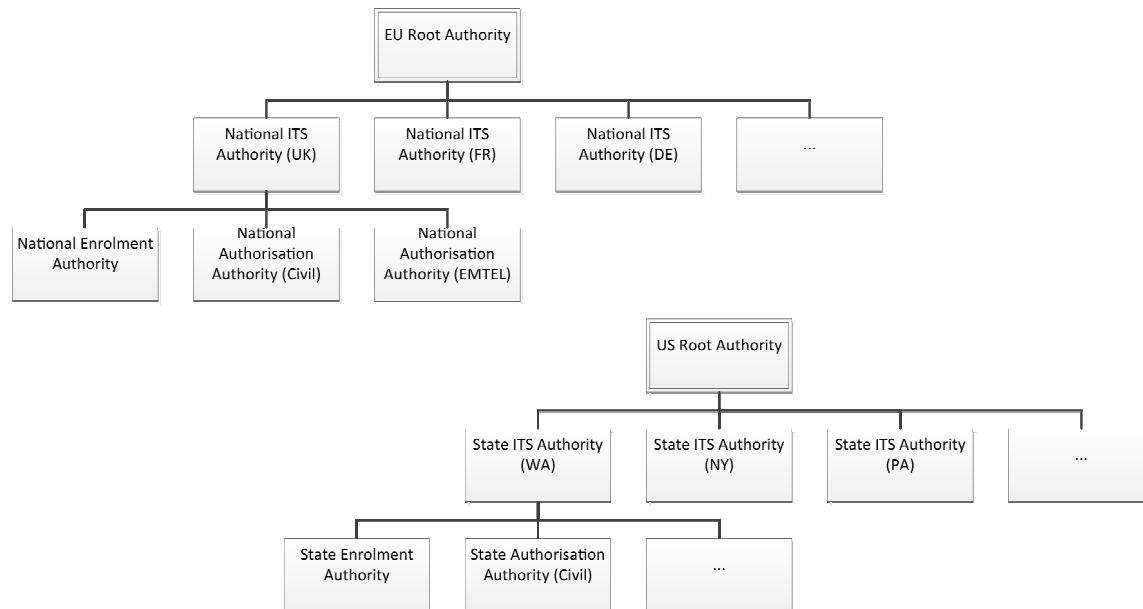 EU Root Authority
National ITS
Authority (UK)
National ITS
Authority (FR)
National ITS
Authority (DE)
...
National Enrolment
Authority
National
Authorisation
Authority (Civil)
National
Authorisation
Authority (EMTEL)
US Root Authority
State ITS Authority
(WA)
State ITS Authority
(NY)
State ITS Authority
(PA)
...
State Enrolment
Authority
State Authorisation
Authority (Civil)
...